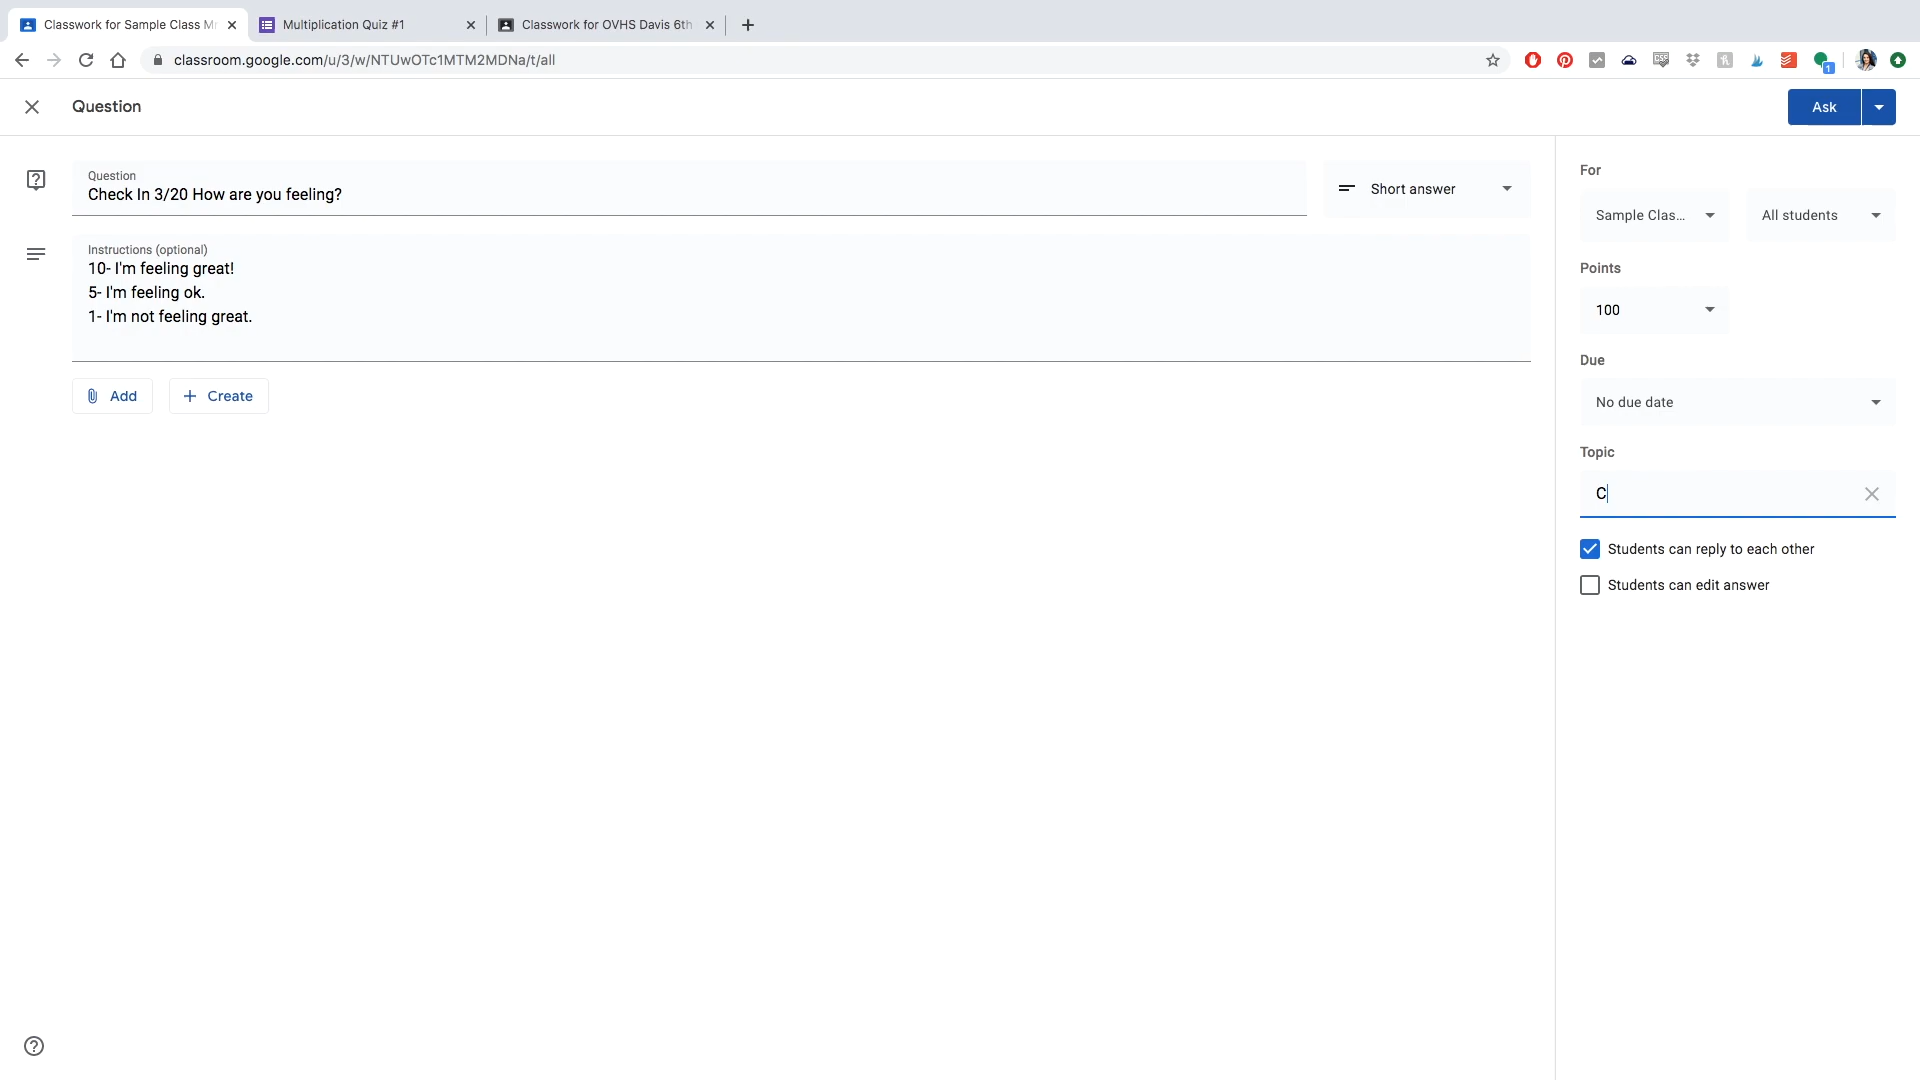 Classwork for Sample Class Mr
Multiplication Quiz #1
Classwork for OVHS Davis 6th
classroom.google.com/u/3/w/NTUwOTc1MTM2MDNa/t/all
CSS
1
Question
Ask
Question
Check In 3/20 How are you feeling?
Short answer
Instructions (optional)
10- I'm feeling great!
5- I'm feeling ok.
1- I'm not feeling great.
Add
Create
For
Sample Clas...
All students
Points
100
Due
No due date
Topic
C
Students can reply to each other
Students can edit answer